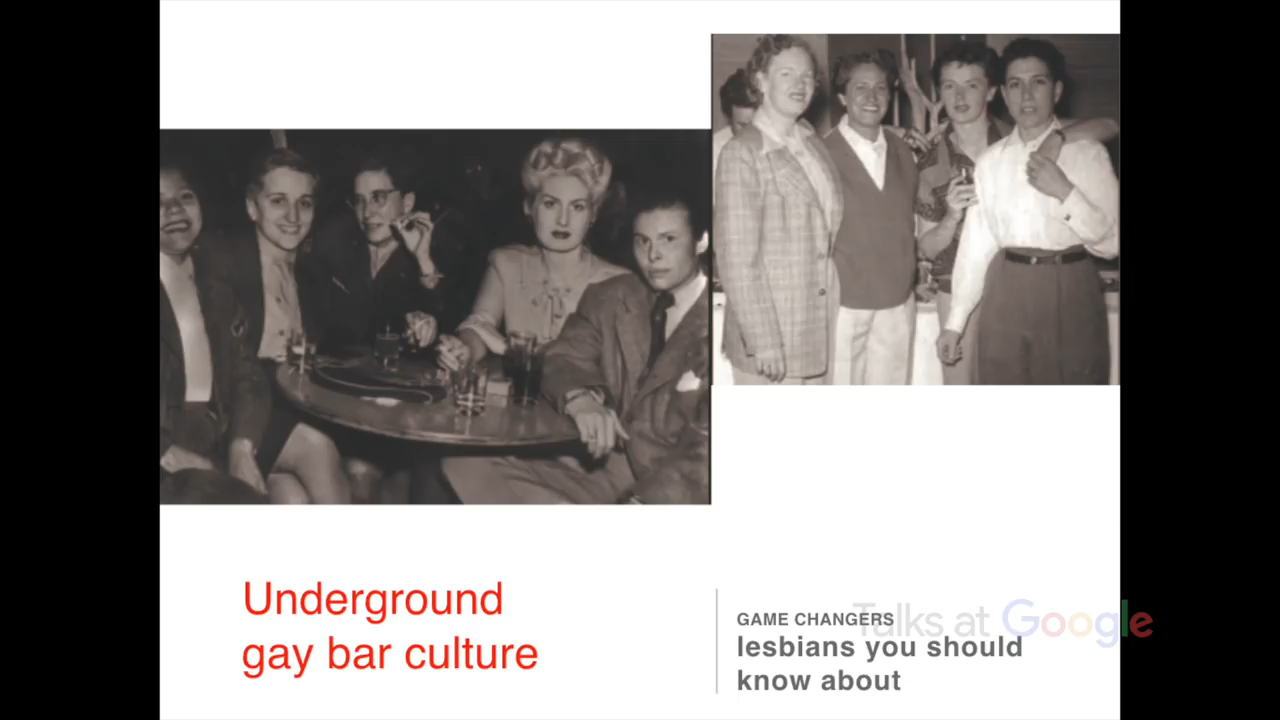 Underground
gay bar culture
GAME CHANGERS
lesbians you should
know about
Talks at Google